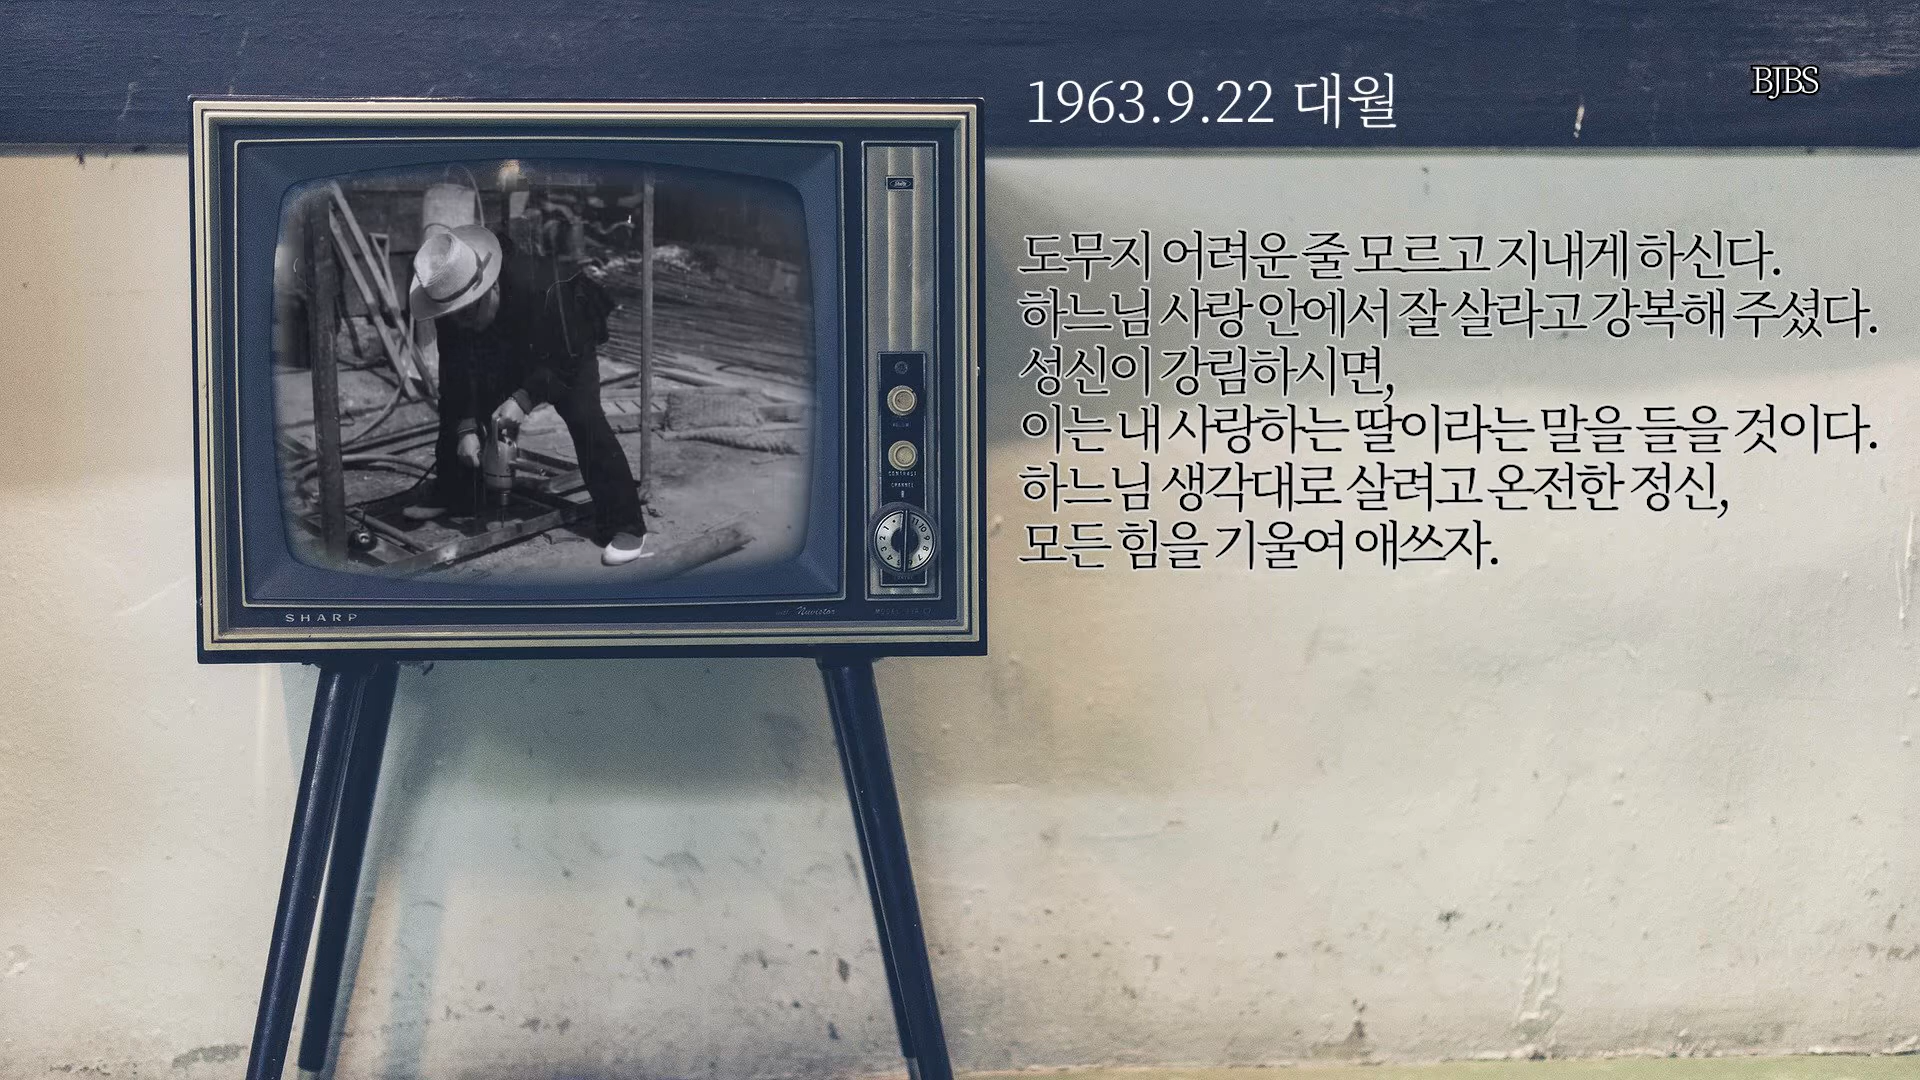 1963.9.22 대월
BJBS
도무지 어려운 줄 모르고 지내게 하신다.
하느님 사랑 안에서 잘 살라고 강복해 주셨다.
성신이 강림하시면,
이는 내 사랑하는 딸이라는 말을 들을 것이다.
하느님 생각대로 살려고 온전한 정신,
모든 힘을 기울여 애쓰자.
CONTRAST
SHARP
Nuvistor